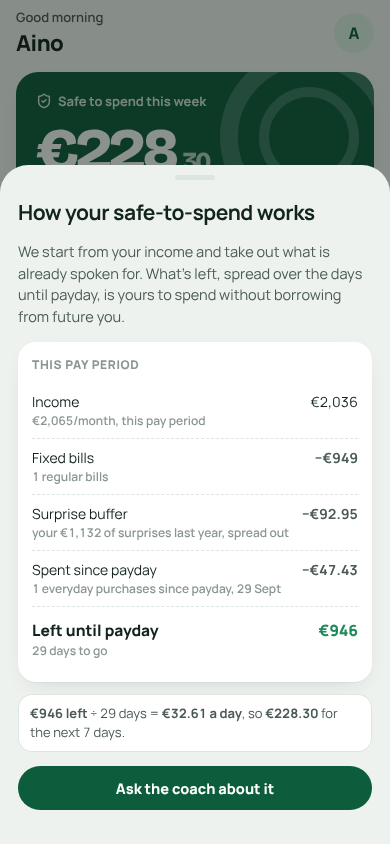 Good morning
Aino
A
Safe to spend this week
€228.30
How your safe-to-spend works
We start from your income and take out what is
already spoken for. What's left, spread over the days
until payday, is yours to spend without borrowing
from future you.
THIS PAY PERIOD
Income €2,036
€2,065/month, this pay period
Fixed bills −€949
1 regular bills
Surprise buffer −€92.95
your €1,132 of surprises last year, spread out
Spent since payday −€47.43
1 everyday purchases since payday, 29 Sept
Left until payday €946
29 days to go
€946 left ÷ 29 days = €32.61 a day, so €228.30 for
the next 7 days.
Ask the coach about it